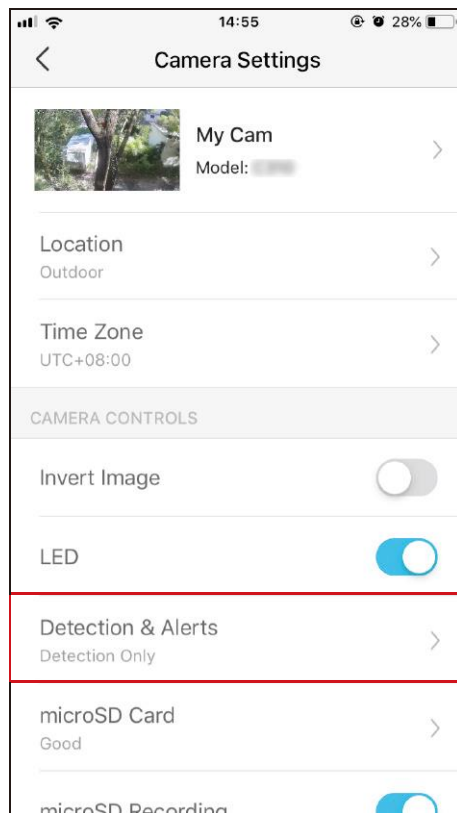 14:55
28%
Camera Settings
My Cam
Model:
Location
Outdoor
Time Zone
UTC+08:00
CAMERA CONTROLS
Invert Image
LED
Detection & Alerts
Detection Only
microSD Card
Good
microSD Recording